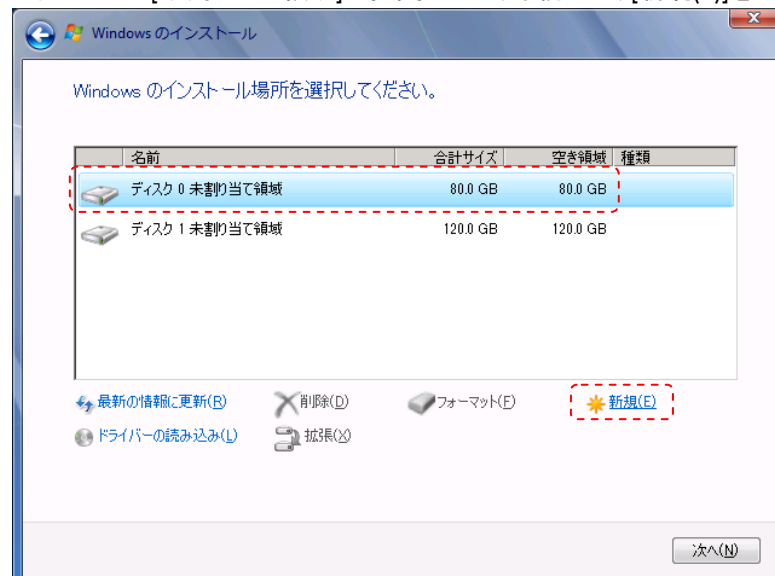 Windows のインストール
Windows のインストール場所を選択してください。
名前 合計サイズ 空き領域 種類
ディスク 0 未割り当て領域 80.0 GB 80.0 GB
ディスク 1 未割り当て領域 120.0 GB 120.0 GB
最新の情報に更新(R) 削除(D) フォーマット(F) 新規(E)
ドライバーの読み込み(L) 拡張(X)
次へ(N)